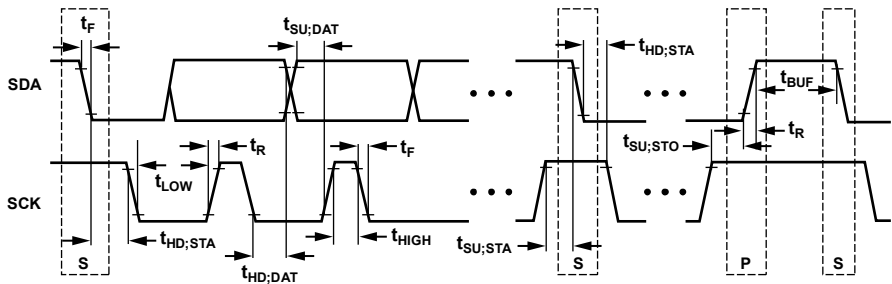 tF
tSU;DAT
tHD;STA
SDA
tBUF
tR
tF
tSU;STO
tR
tLOW
SCK
tHD;STA
tHIGH
tSU;STA
tHD;DAT
S
S
P
S